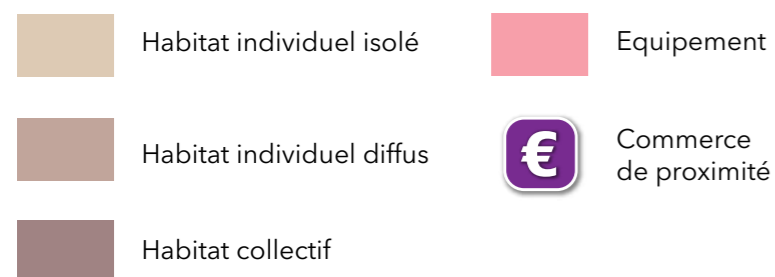 Habitat individuel isolé
Habitat individuel diffus
Habitat collectif
Equipement
€
Commerce
de proximité